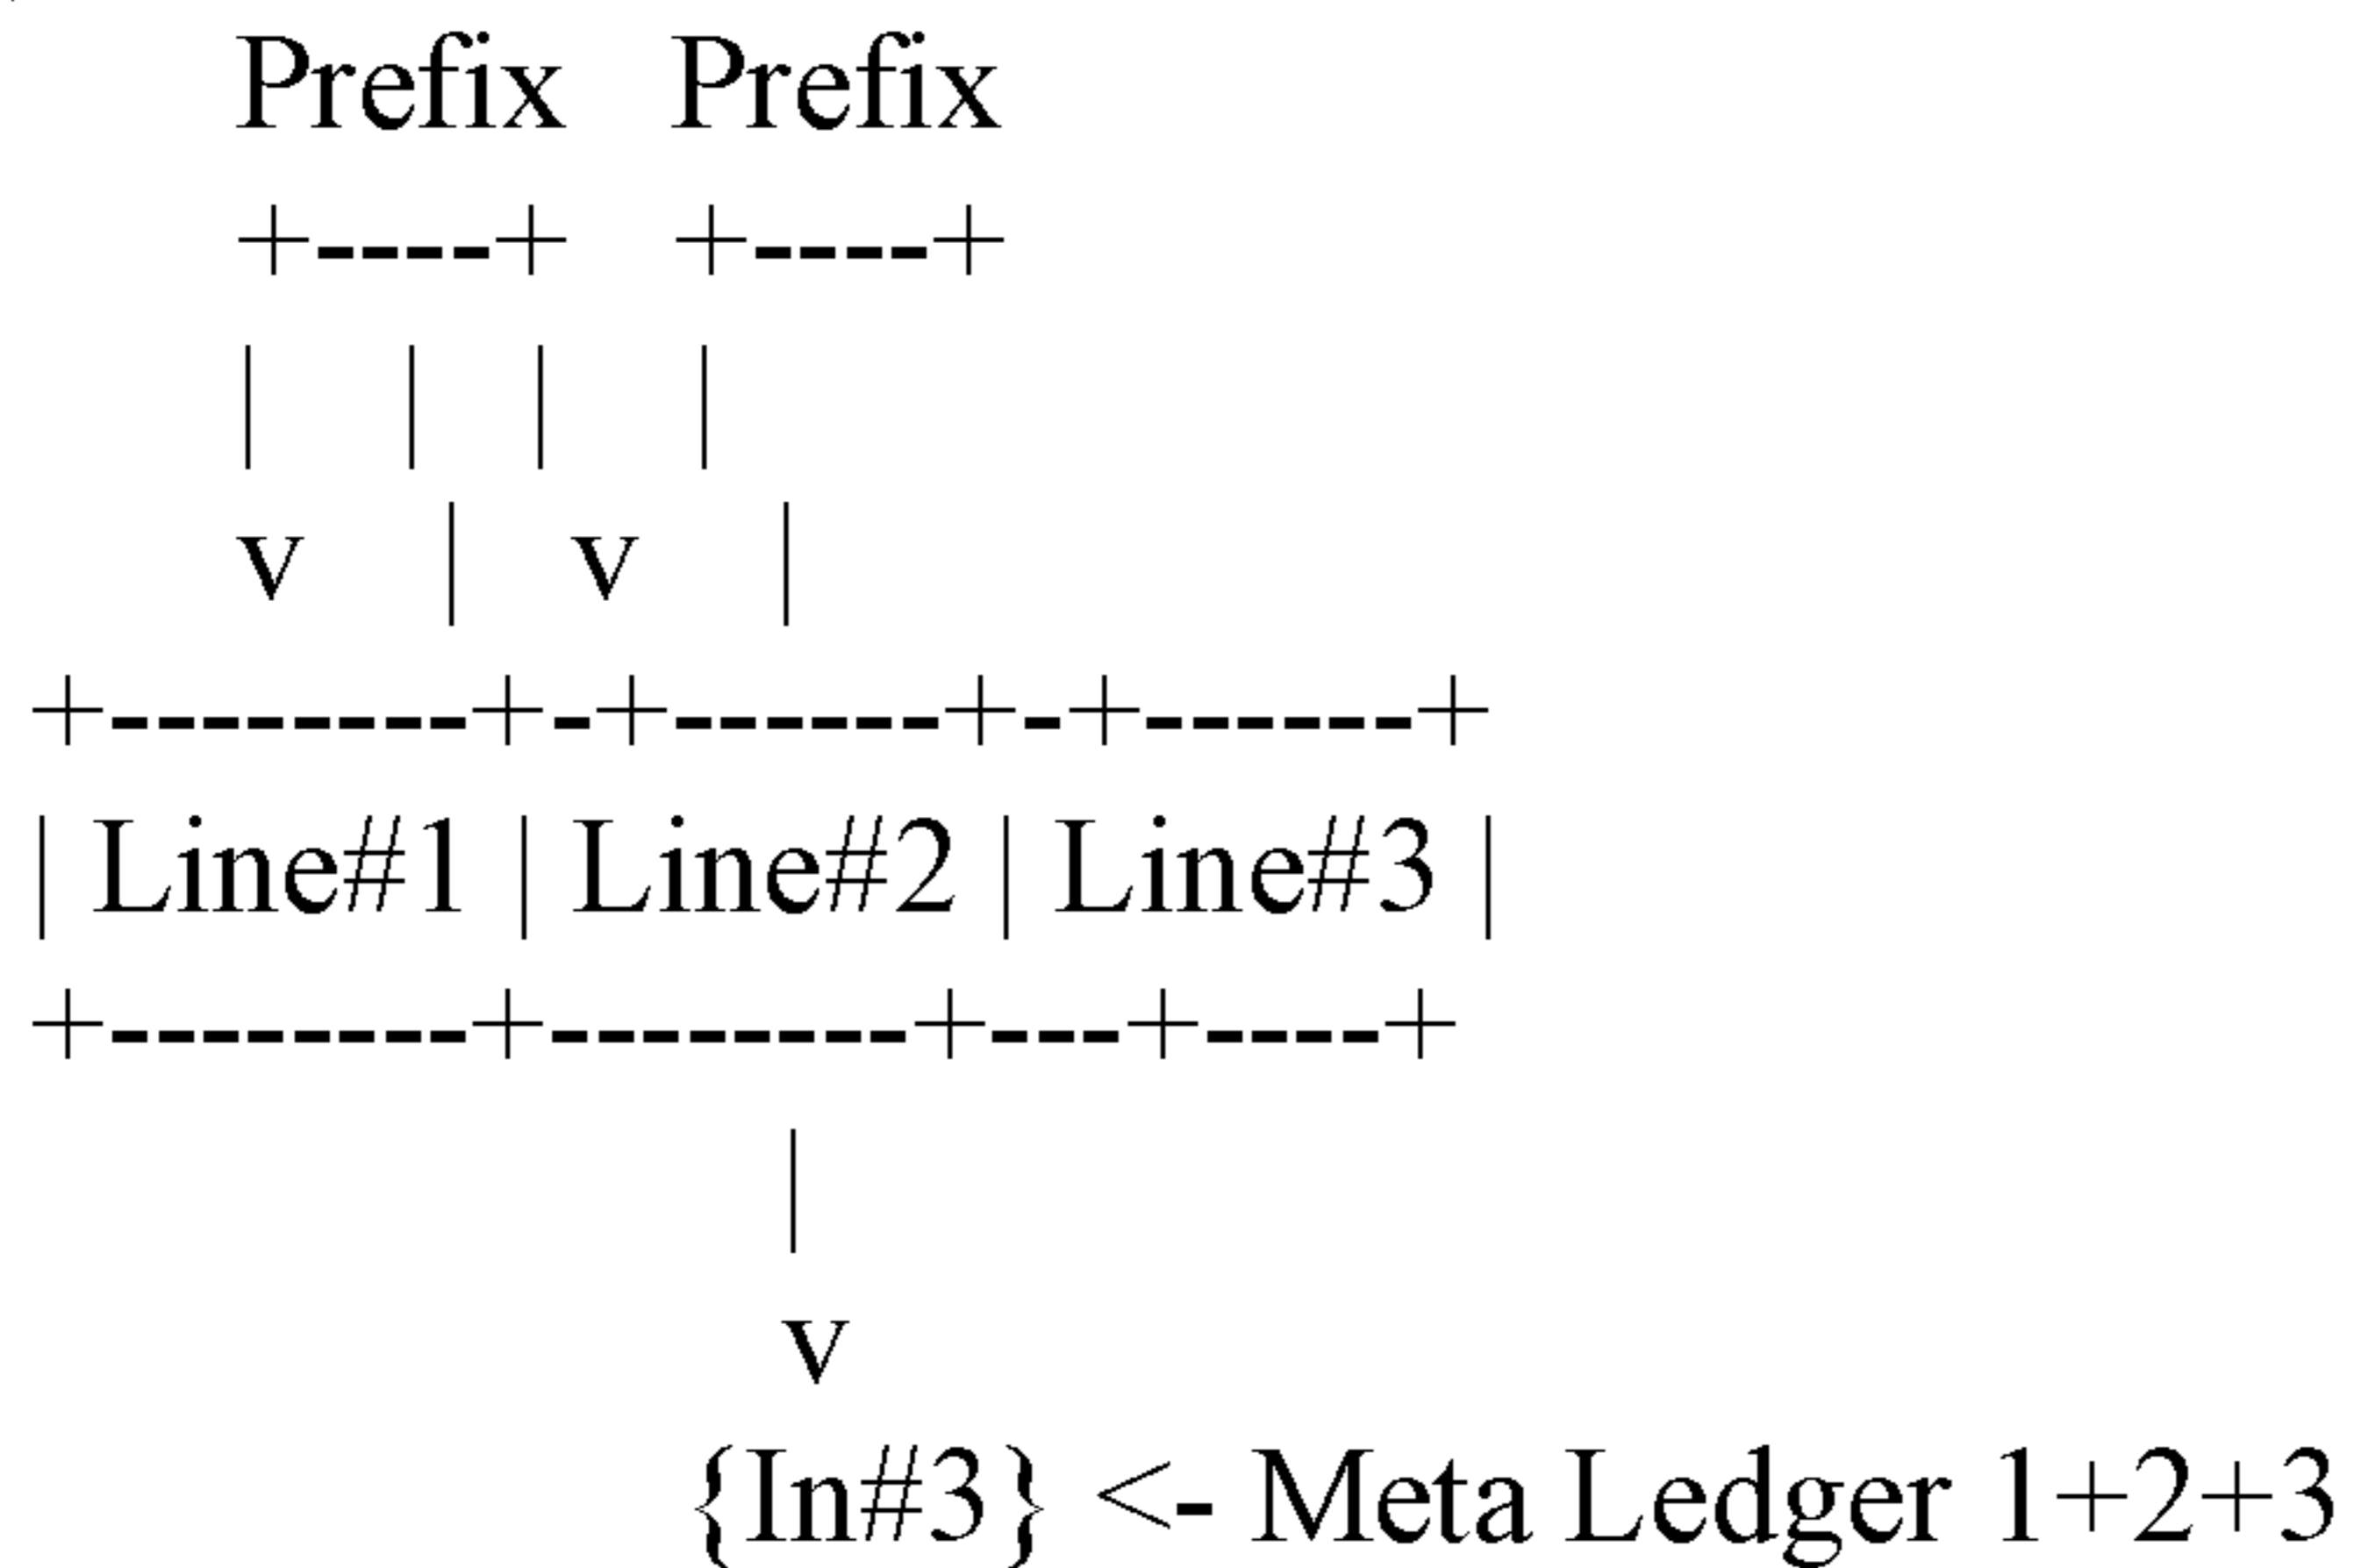 Prefix Prefix
+----+ +----+
| | | |
v | v |
+--------+-+------+-+------+
| Line#1 | Line#2 | Line#3 |
+--------+--------+---+----+
|
v
{In#3} <- Meta Ledger 1+2+3